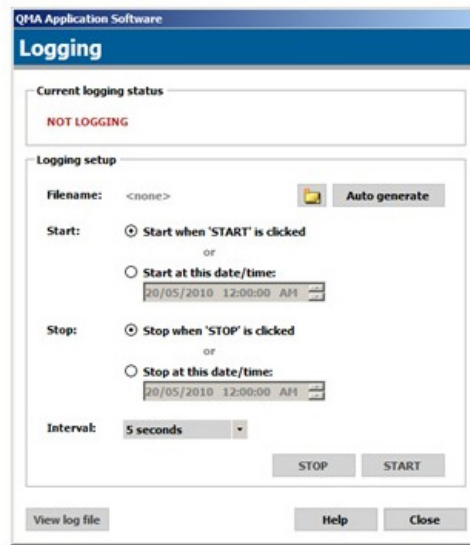 QMA Application Software
Logging
Current logging status
NOT LOGGING
Logging setup
Filename: <none> Auto generate
Start: Start when 'START' is clicked
or
Start at this date/time:
20/05/2010 12:00:00 AM
Stop: Stop when 'STOP' is clicked
or
Stop at this date/time:
20/05/2010 12:00:00 AM
Interval: 5 seconds
STOP START
View log file Help Close